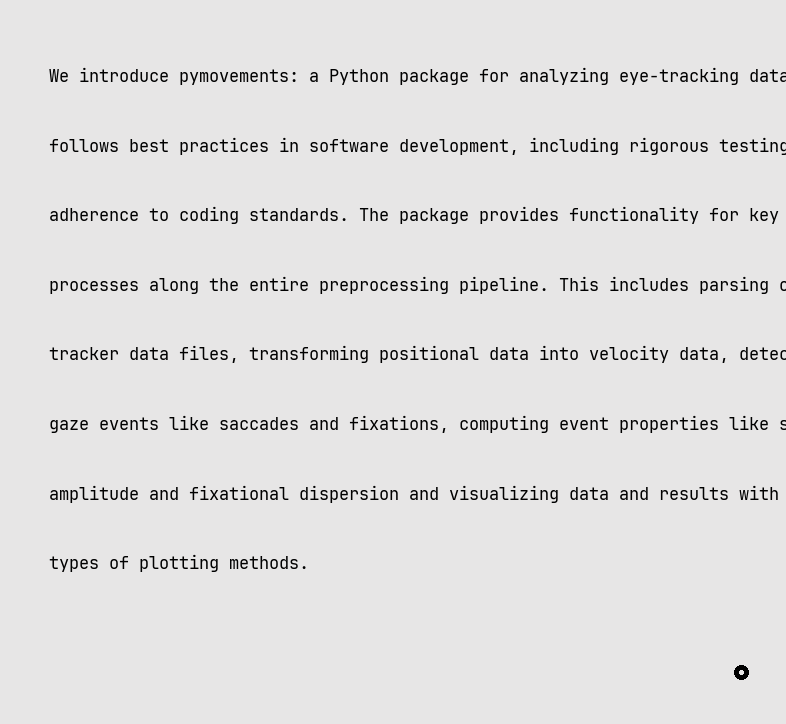 We introduce pymovements: a Python package for analyzing eye-tracking data
follows best practices in software development, including rigorous testing
adherence to coding standards. The package provides functionality for key
processes along the entire preprocessing pipeline. This includes parsing
tracker data files, transforming positional data into velocity data,
gaze events like saccades and fixations, computing event properties like
amplitude and fixational dispersion and visualizing data and results with
types of plotting methods.